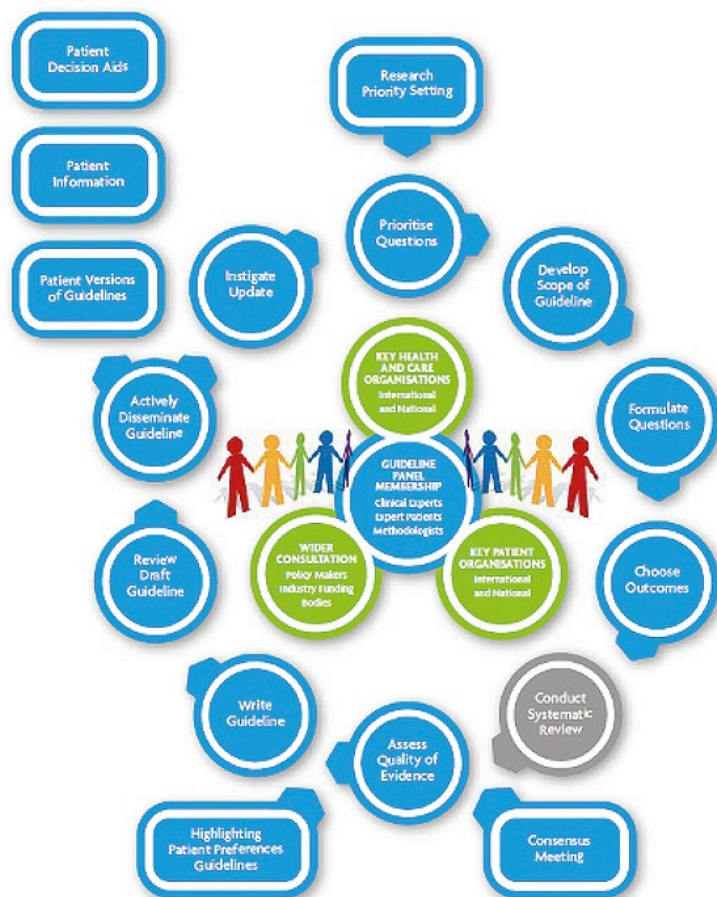 Patient
Decision Aids
Research
Priority Setting
Patient
Information
Prioritise
Questions
Instigate
Update
Develop
Scope of
Guideline
Patient Versions
of Guidelines
KEY HEALTH
AND CARE
ORGANISATIONS
International
and National
Actively
Disseminate
Guideline
Formulate
Questions
GUIDELINE
PANEL
MEMBERSHIP
Clinical Experts
Expert Patients
Methodologists
Review
Draft
Guideline
WIDER
CONSULTATION
Policy Makers
Industry Funding
Bodies
KEY PATIENT
ORGANISATIONS
International
and National
Choose
Outcomes
Write
Guideline
Assess
Quality of
Evidence
Conduct
Systematic
Review
Highlighting
Patient Preferences
Guidelines
Consensus
Meeting